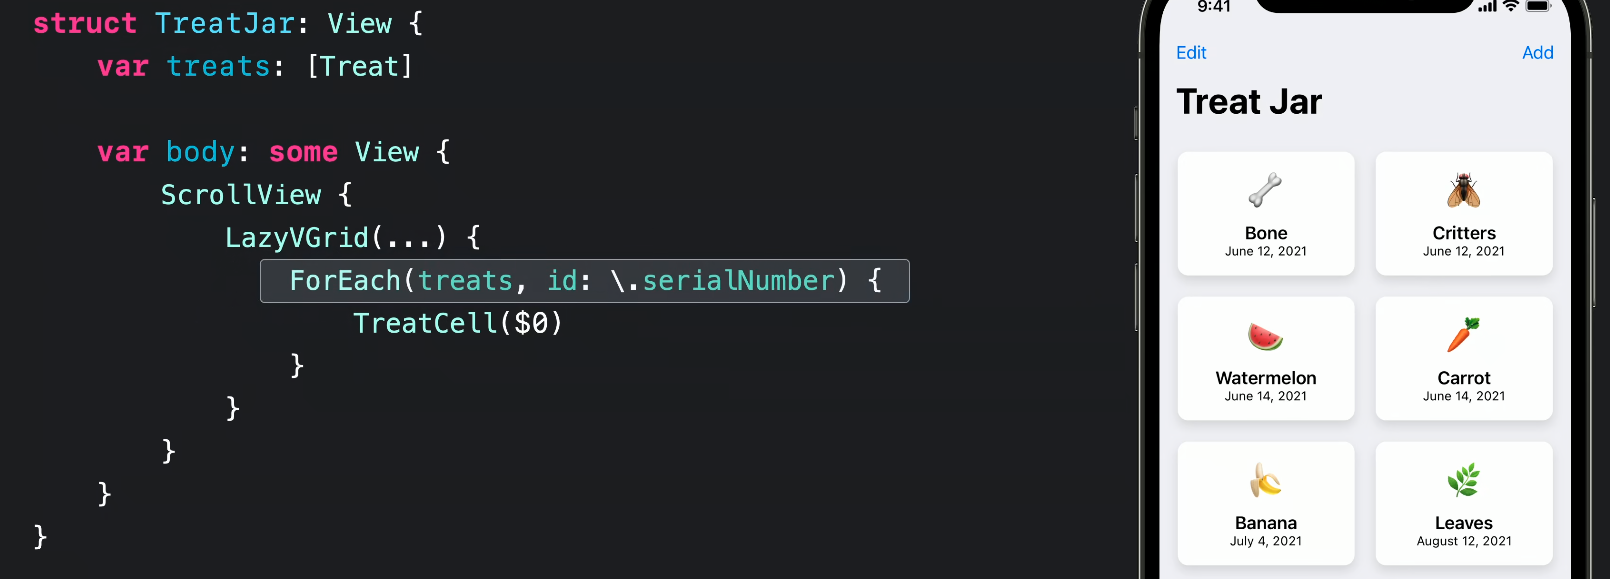 struct TreatJar: View {
var treats: [Treat]
var body: some View {
ScrollView {
LazyVGrid(...) {
ForEach(treats, id: \.serialNumber) {
TreatCell($0)
}
}
}
}
}
9:41
Edit Add
Treat Jar
Bone
June 12, 2021
Critters
June 12, 2021
Watermelon
June 14, 2021
Carrot
June 14, 2021
Banana
July 4, 2021
Leaves
August 12, 2021